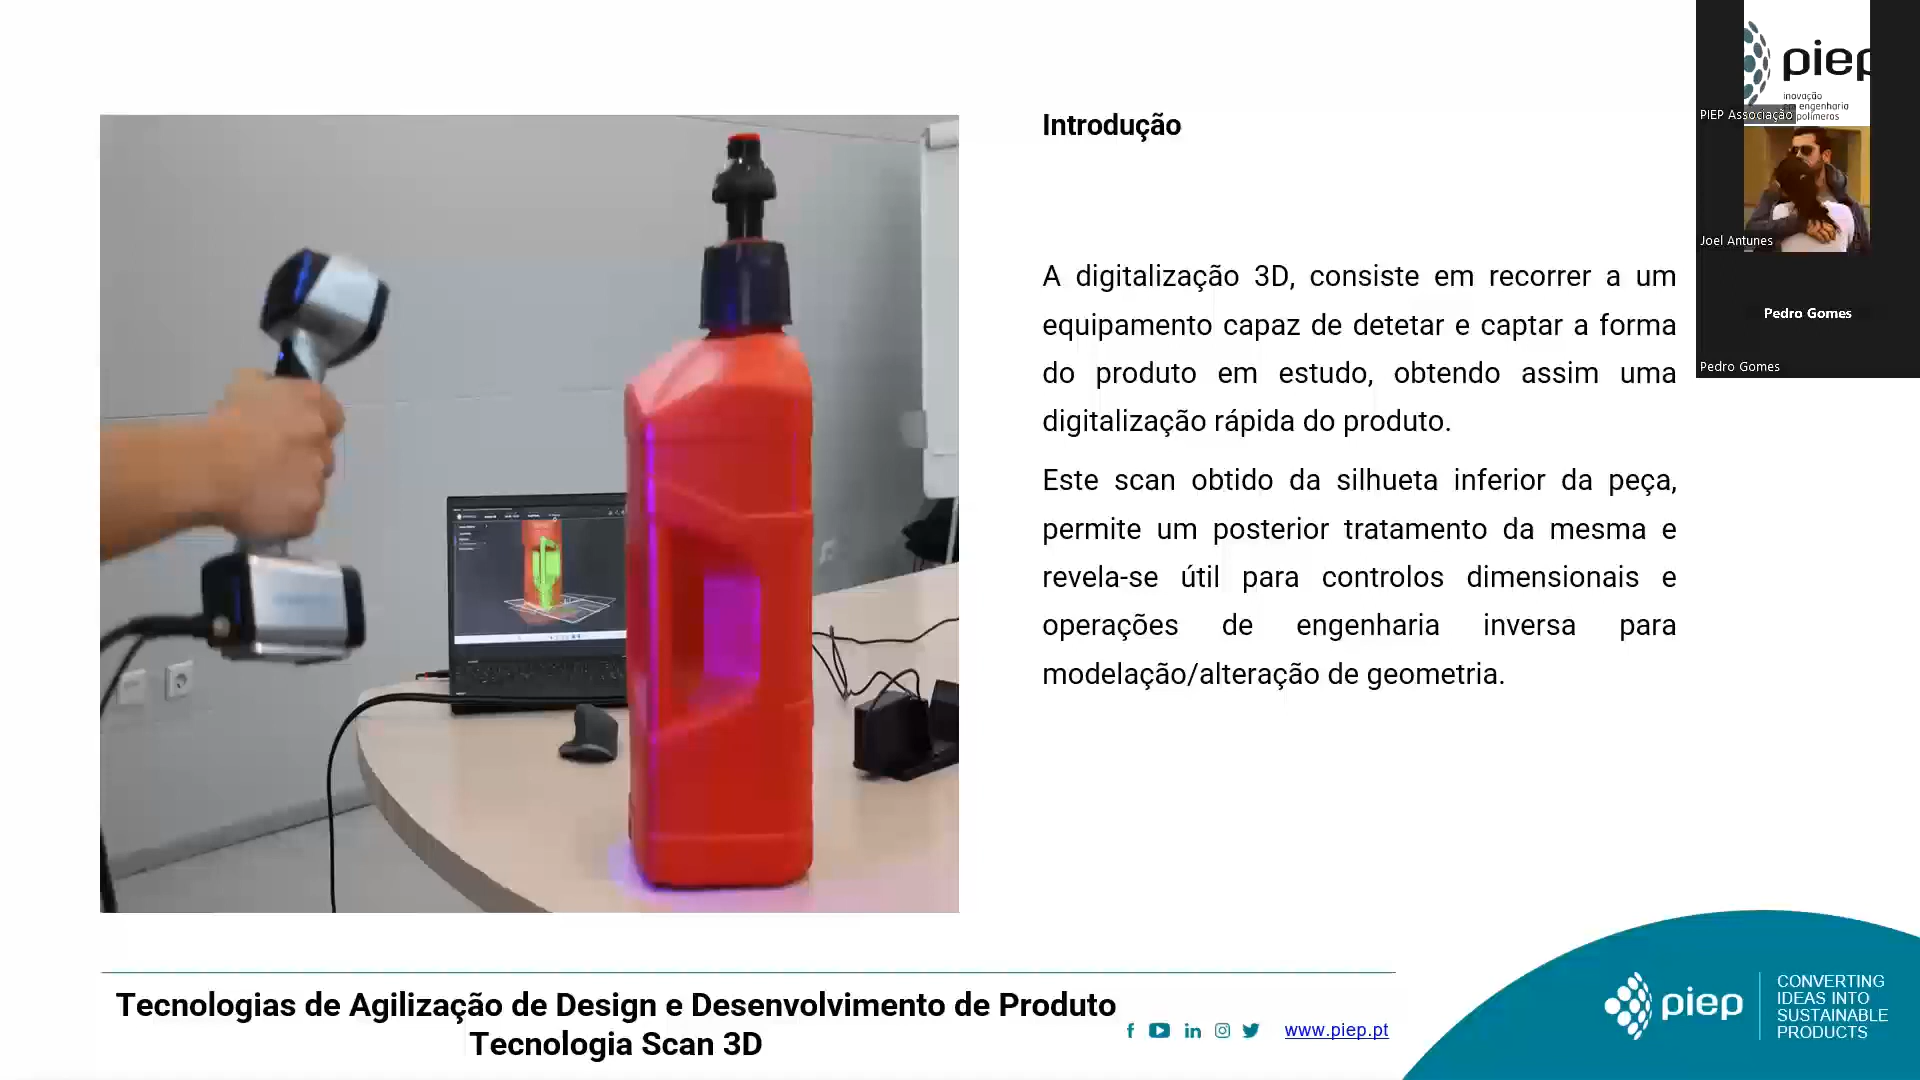 Introdução
A digitalização 3D, consiste em recorrer a um
equipamento capaz de detetar e captar a forma
do produto em estudo, obtendo assim uma
digitalização rápida do produto.
Este scan obtido da silhueta inferior da peça,
permite um posterior tratamento da mesma e
revela-se útil para controlos dimensionais e
operações de engenharia inversa para
modelação/alteração de geometria.
Tecnologias de Agilização de Design e Desenvolvimento de Produto
Tecnologia Scan 3D
www.piep.pt
piep
CONVERTING
IDEAS INTO
SUSTAINABLE
PRODUCTS
piep
inovação
engenharia
polímeros
PIEP Associação
Joel Antunes
Pedro Gomes
Pedro Gomes